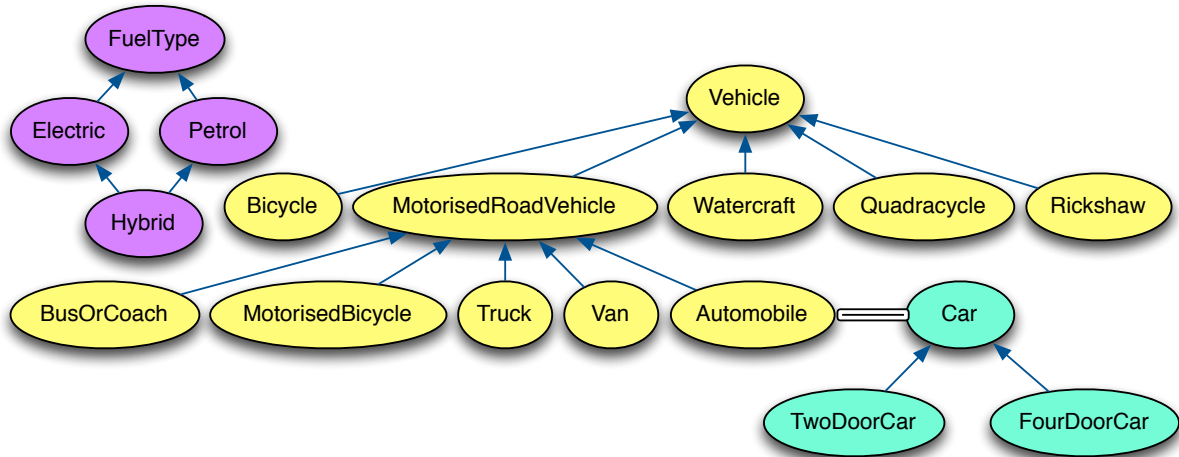 FuelType
Vehicle
Electric
Petrol
Bicycle
MotorisedRoadVehicle
Watercraft
Quadracycle
Rickshaw
Hybrid
BusOrCoach
MotorisedBicycle
Truck
Van
Automobile
Car
TwoDoorCar
FourDoorCar